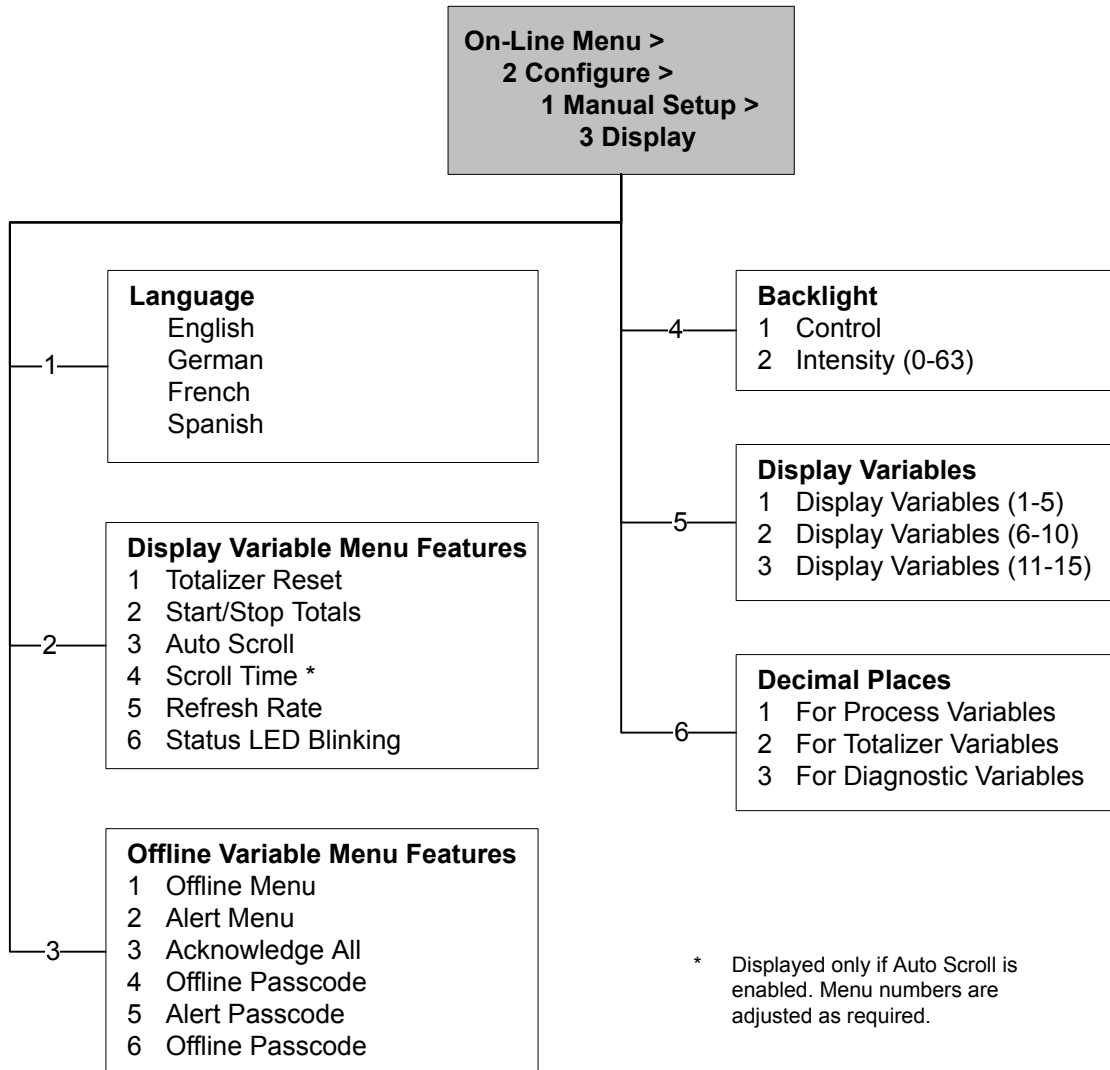 On-Line Menu >
2 Configure >
1 Manual Setup >
3 Display
1
Language
English
German
French
Spanish
2
Display Variable Menu Features
1 Totalizer Reset
2 Start/Stop Totals
3 Auto Scroll
4 Scroll Time *
5 Refresh Rate
6 Status LED Blinking
3
Offline Variable Menu Features
1 Offline Menu
2 Alert Menu
3 Acknowledge All
4 Offline Passcode
5 Alert Passcode
6 Offline Passcode
4
Backlight
1 Control
2 Intensity (0-63)
5
Display Variables
1 Display Variables (1-5)
2 Display Variables (6-10)
3 Display Variables (11-15)
6
Decimal Places
1 For Process Variables
2 For Totalizer Variables
3 For Diagnostic Variables
* Displayed only if Auto Scroll is
enabled. Menu numbers are
adjusted as required.